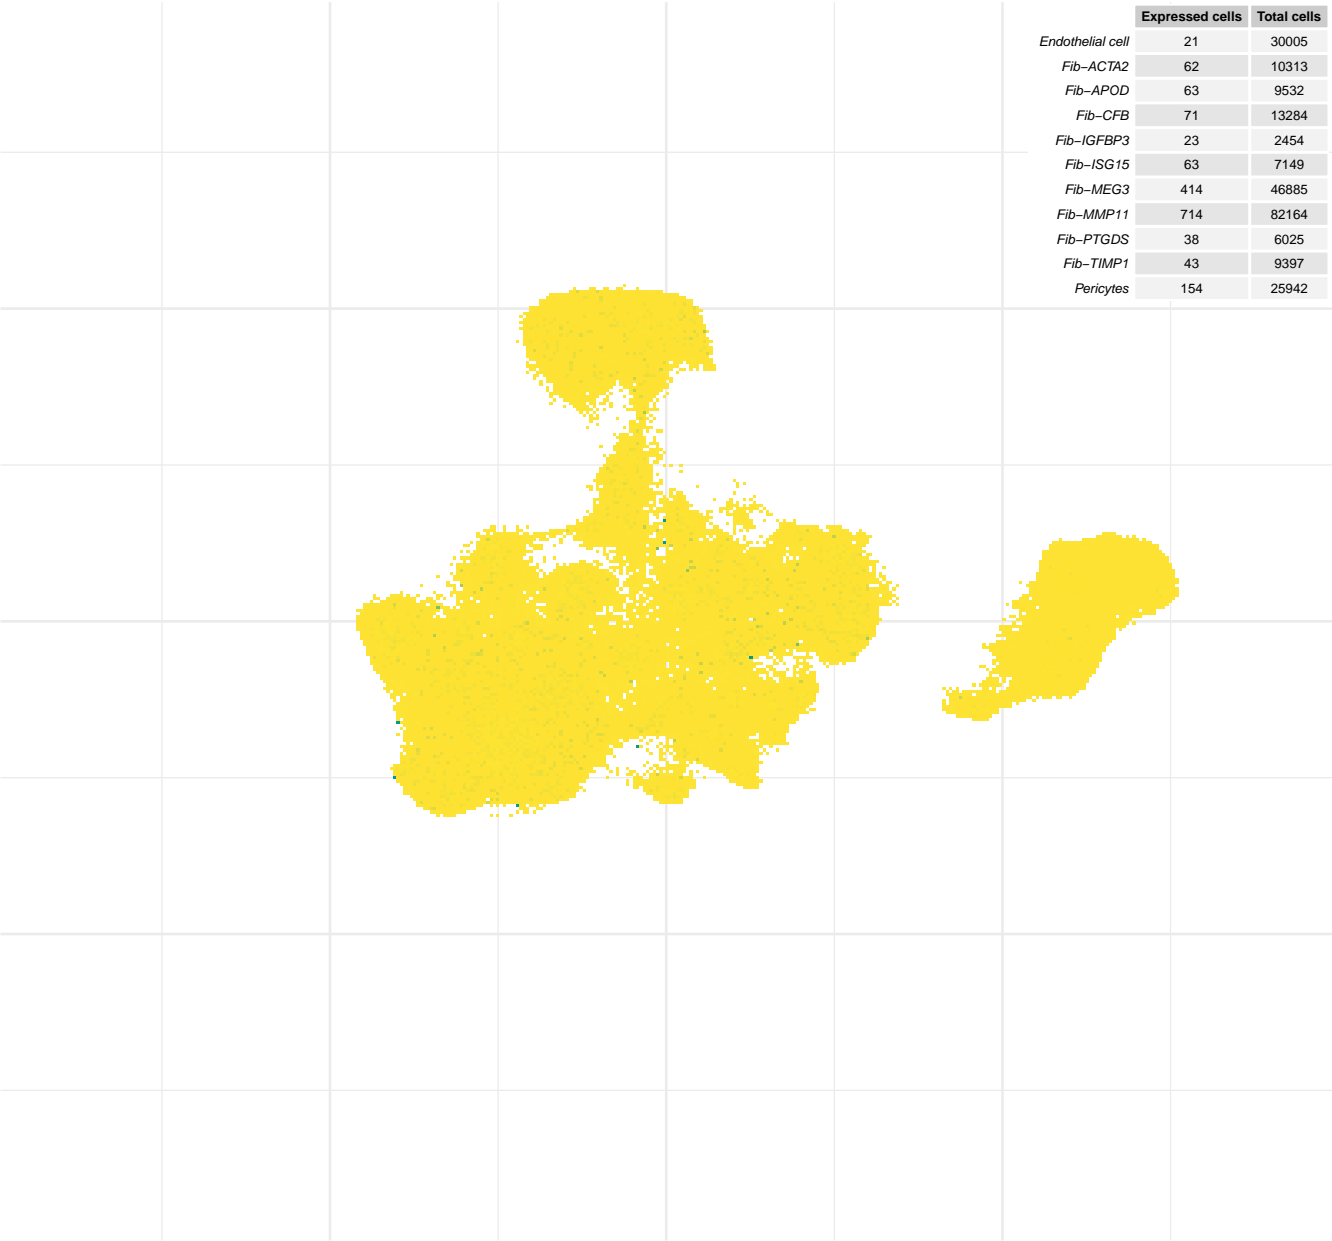 Expressed cells Total cells
Endothelial cell 21 30005
Fib−ACTA2 62 10313
Fib−APOD 63 9532
Fib−CFB 71 13284
Fib−IGFBP3 23 2454
Fib−ISG15 63 7149
Fib−MEG3 414 46885
Fib−MMP11 714 82164
Fib−PTGDS 38 6025
Fib−TIMP1 43 9397
Pericytes 154 25942